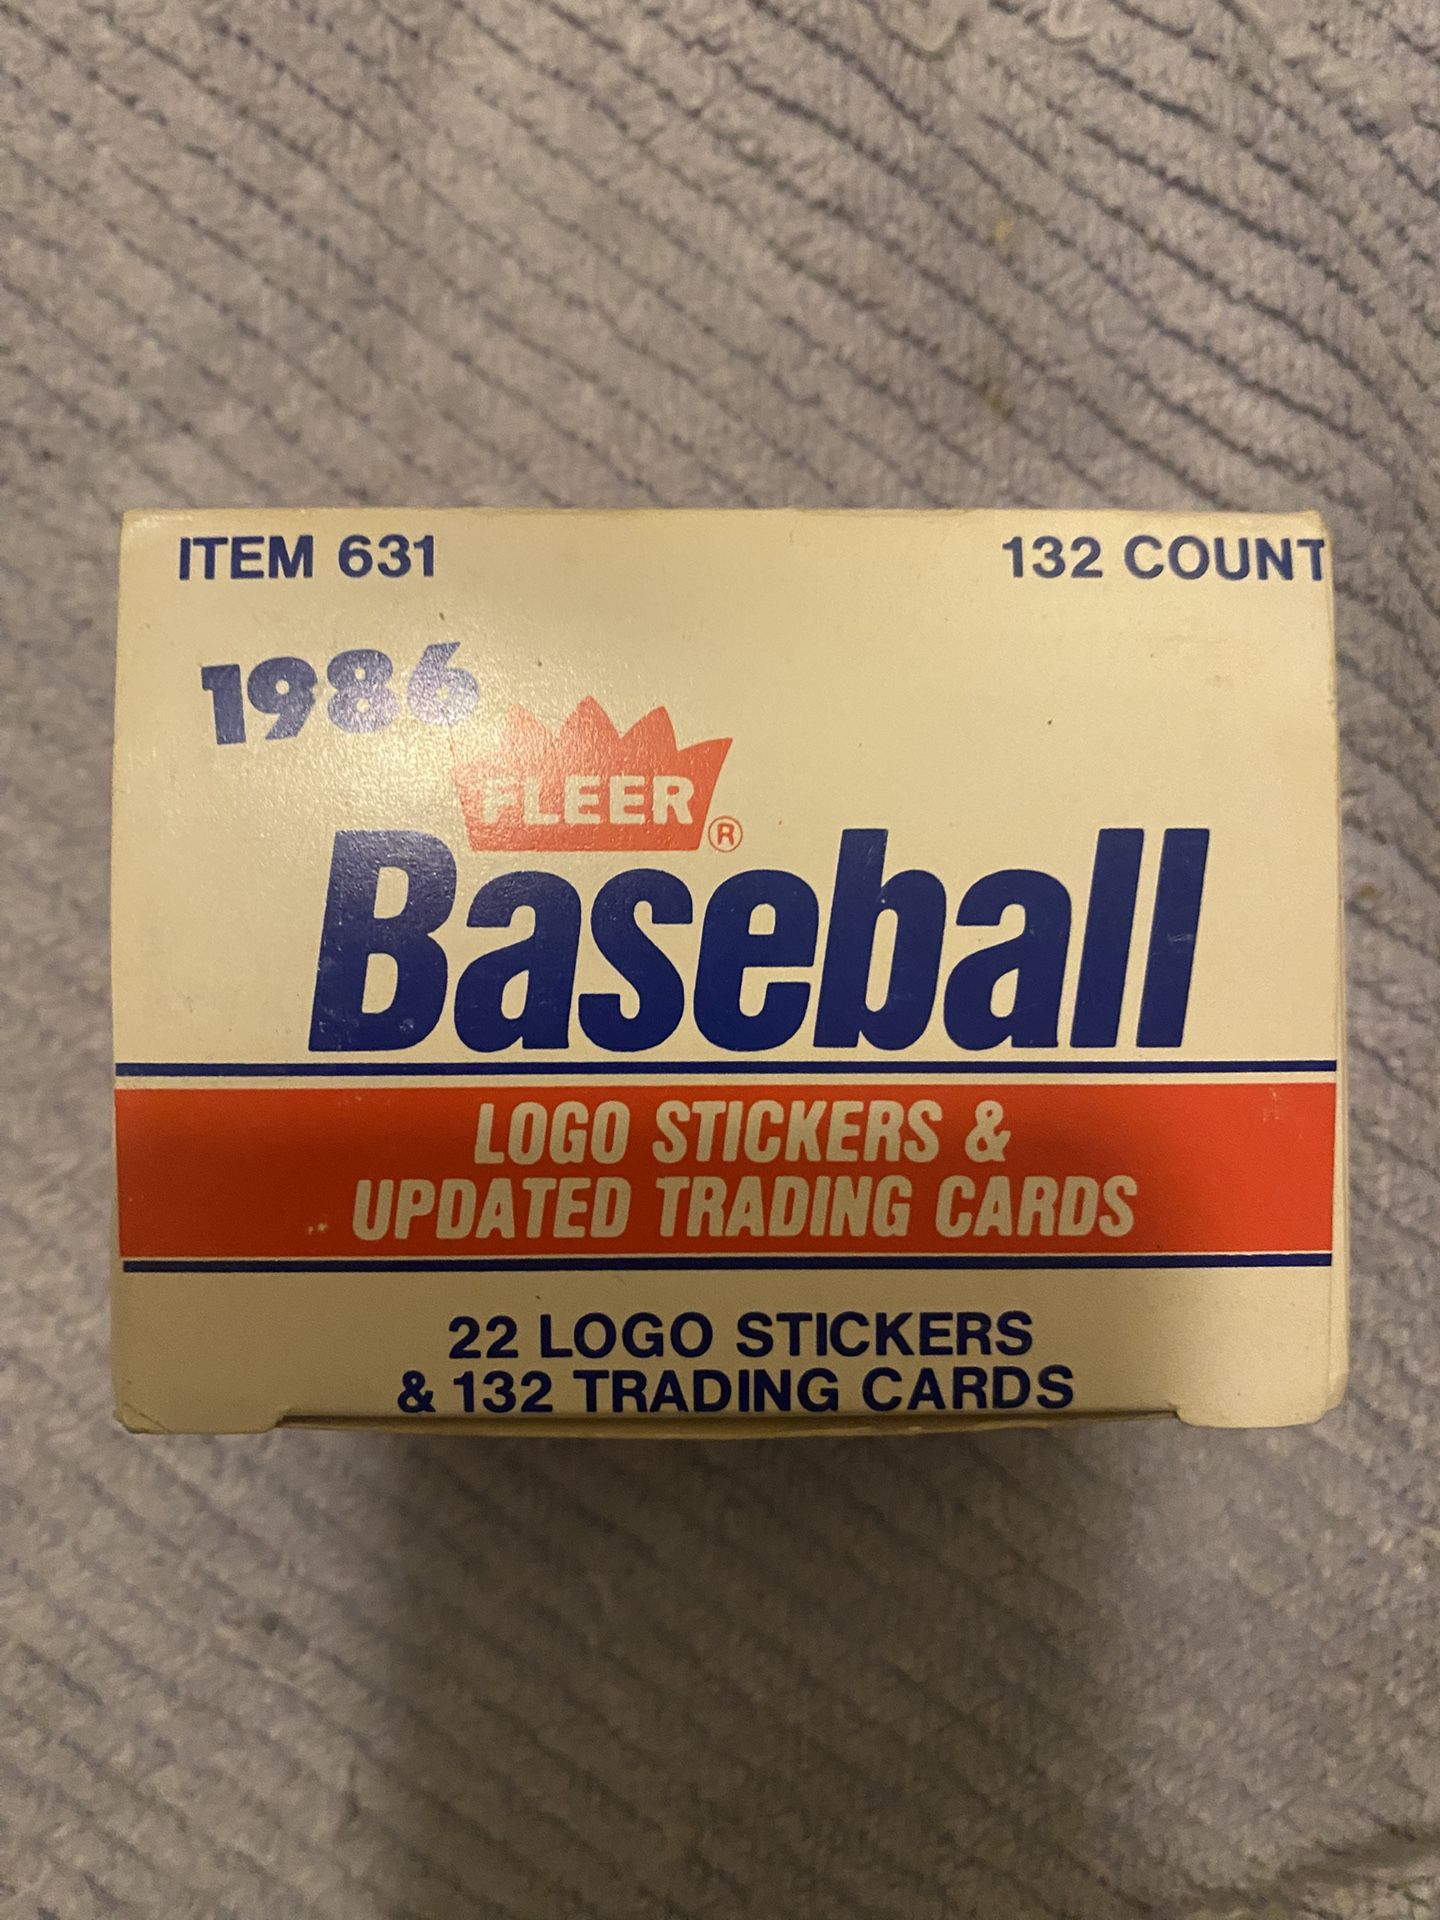 ITEM 631 132 COUNT
1986
FLEER ®
Baseball
LOGO STICKERS &
UPDATED TRADING CARDS
22 LOGO STICKERS
& 132 TRADING CARDS